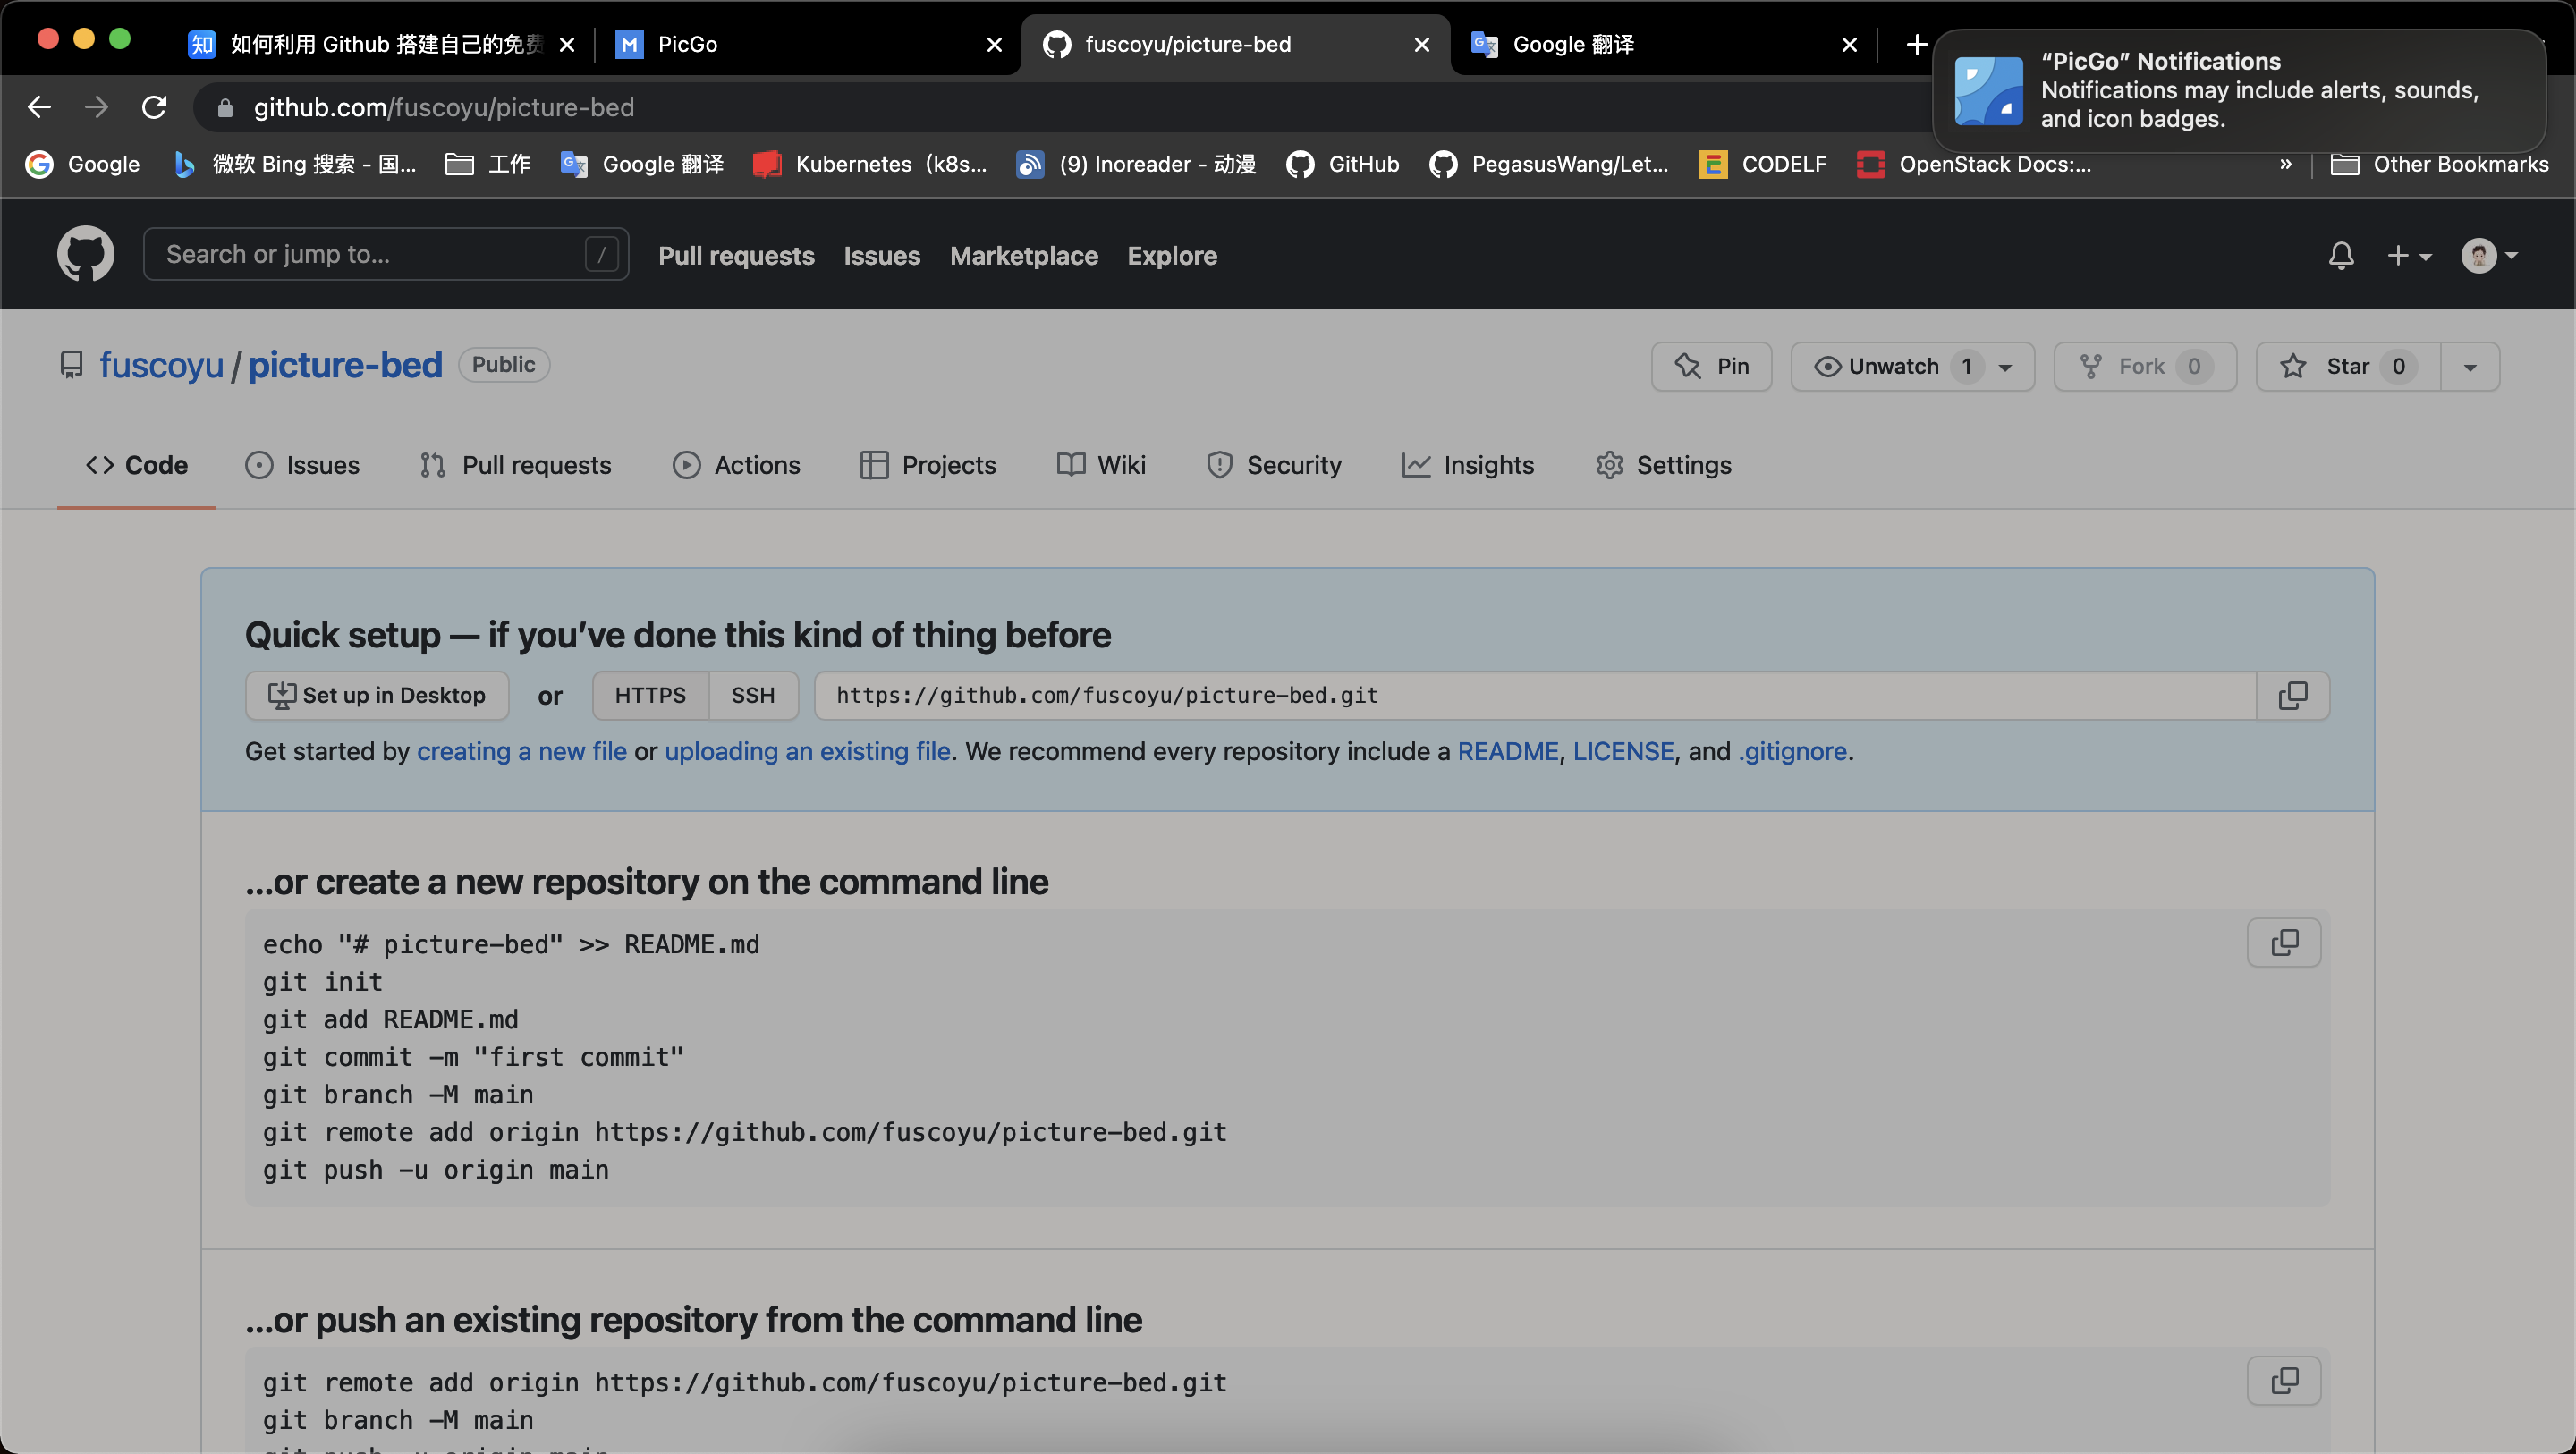 如何利用 Github 搭建自己的免费
PicGo
fuscoyu/picture-bed
Google 翻译
“PicGo” Notifications
Notifications may include alerts, sounds,
and icon badges.
github.com/fuscoyu/picture-bed
Google
微软 Bing 搜索 - 国...
工作
Google 翻译
Kubernetes（k8s...
(9) Inoreader - 动漫
GitHub
PegasusWang/Let...
CODELF
OpenStack Docs:...
»
Other Bookmarks
Search or jump to...
/
Pull requests
Issues
Marketplace
Explore
fuscoyu / picture-bed
Public
Pin
Unwatch 1
Fork 0
Star 0
Code
Issues
Pull requests
Actions
Projects
Wiki
Security
Insights
Settings
Quick setup — if you’ve done this kind of thing before
Set up in Desktop or HTTPS SSH https://github.com/fuscoyu/picture-bed.git
Get started by creating a new file or uploading an existing file. We recommend every repository include a README, LICENSE, and .gitignore.
...or create a new repository on the command line
echo "# picture-bed" >> README.md
git init
git add README.md
git commit -m "first commit"
git branch -M main
git remote add origin https://github.com/fuscoyu/picture-bed.git
git push -u origin main
...or push an existing repository from the command line
git remote add origin https://github.com/fuscoyu/picture-bed.git
git branch -M main